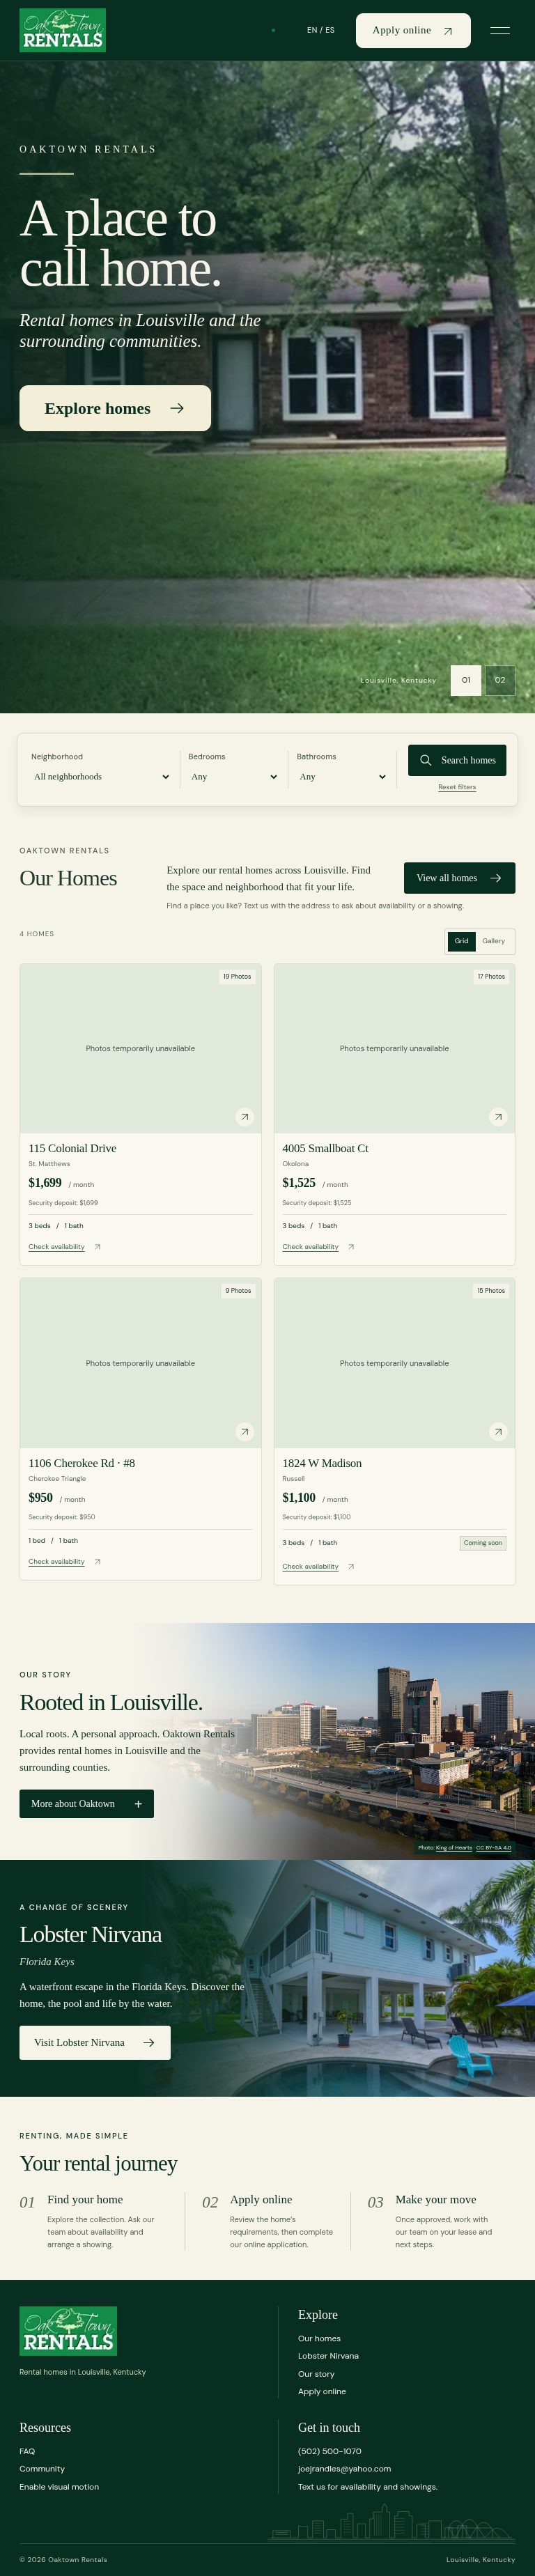 Oak Town
RENTALS
EN / ES
Apply online
OAKTOWN RENTALS
A place to
call home.
Rental homes in Louisville and the
surrounding communities.
Explore homes
Louisville, Kentucky
01
02
Neighborhood
All neighborhoods
Bedrooms
Any
Bathrooms
Any
Search homes
Reset filters
OAKTOWN RENTALS
Our Homes
Explore our rental homes across Louisville. Find
the space and neighborhood that fit your life.
Find a place you like? Text us with the address to ask about availability or a showing.
View all homes
4 HOMES
Grid
Gallery
19 Photos
Photos temporarily unavailable
115 Colonial Drive
St. Matthews
$1,699 / month
Security deposit: $1,699
3 beds / 1 bath
Check availability
17 Photos
Photos temporarily unavailable
4005 Smallboat Ct
Okolona
$1,525 / month
Security deposit: $1,525
3 beds / 1 bath
Check availability
9 Photos
Photos temporarily unavailable
1106 Cherokee Rd · #8
Cherokee Triangle
$950 / month
Security deposit: $950
1 bed / 1 bath
Check availability
15 Photos
Photos temporarily unavailable
1824 W Madison
Russell
$1,100 / month
Security deposit: $1,100
3 beds / 1 bath
Coming soon
Check availability
OUR STORY
Rooted in Louisville.
Local roots. A personal approach. Oaktown Rentals
provides rental homes in Louisville and the
surrounding counties.
More about Oaktown
Photo: King of Hearts · CC BY-SA 4.0
A CHANGE OF SCENERY
Lobster Nirvana
Florida Keys
A waterfront escape in the Florida Keys. Discover the
home, the pool and life by the water.
Visit Lobster Nirvana
RENTING, MADE SIMPLE
Your rental journey
01
Find your home
Explore the collection. Ask our
team about availability and
arrange a showing.
02
Apply online
Review the home's
requirements, then complete
our online application.
03
Make your move
Once approved, work with
our team on your lease and
next steps.
Oak Town
RENTALS
Rental homes in Louisville, Kentucky
Explore
Our homes
Lobster Nirvana
Our story
Apply online
Resources
FAQ
Community
Enable visual motion
Get in touch
(502) 500-1070
joejrandles@yahoo.com
Text us for availability and showings.
© 2026 Oaktown Rentals
Louisville, Kentucky